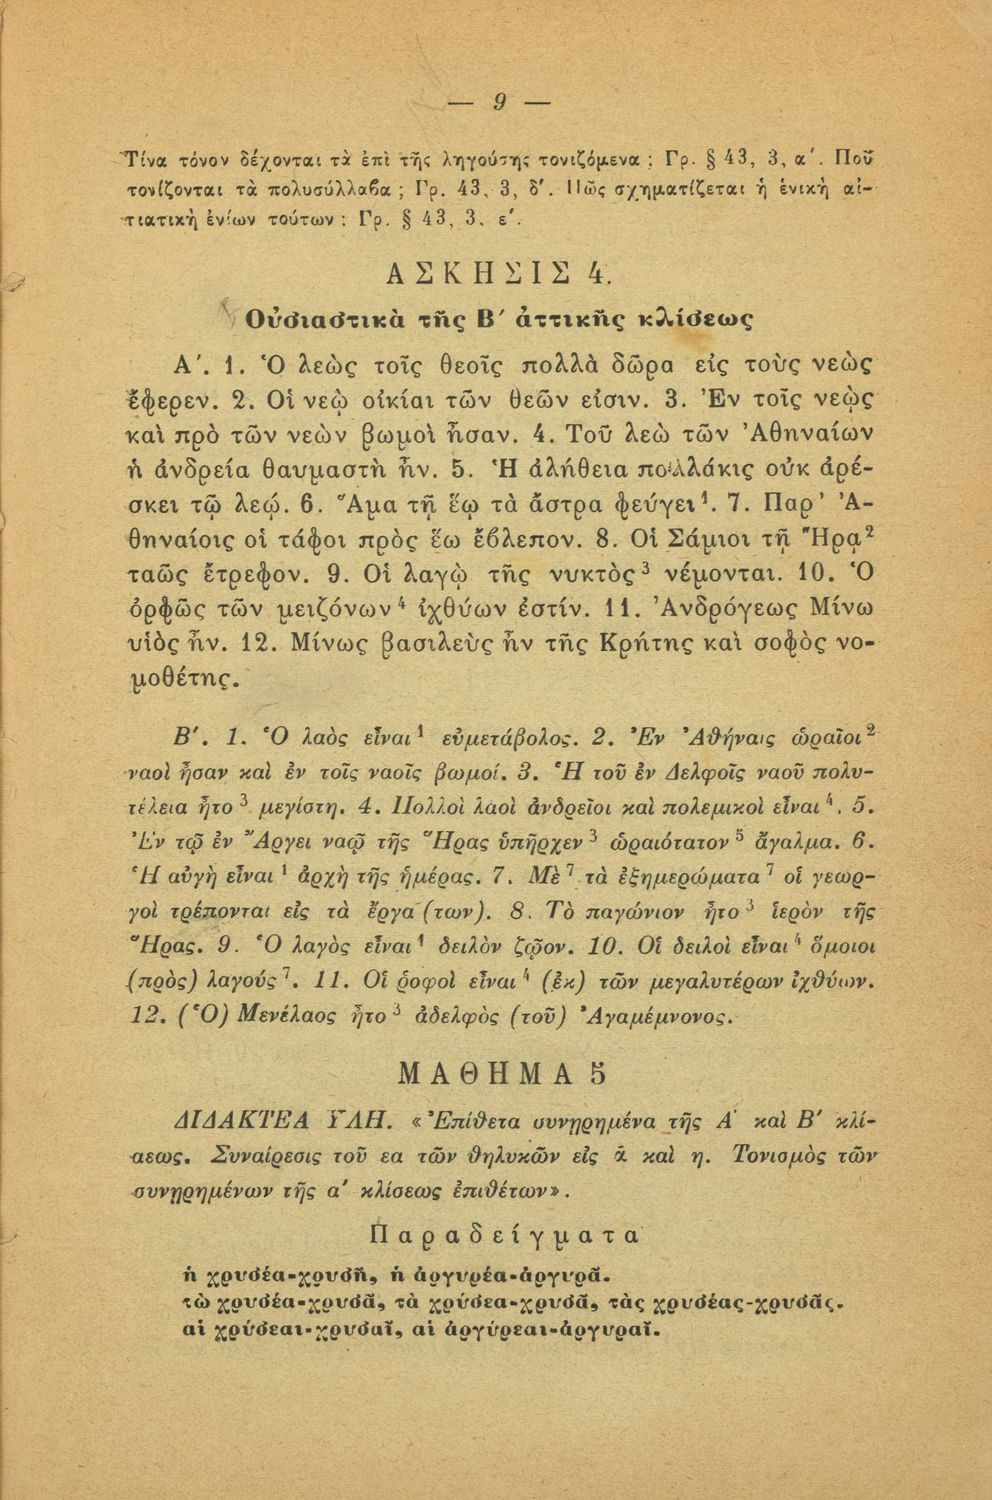 — 9 —
Τίνα τόνον δέχονται τὰ ἐπὶ τῆς ληγούσης τονιζόμενα ; Γρ. § 43, 3, α΄. Ποῦ
τονίζονται τὰ πολυσύλλαβα ; Γρ. 43, 3, δ΄. Πῶς σχηματίζεται ἡ ἑνικὴ αἰ-
τιατικὴ ἐνίων τούτων ; Γρ. § 43, 3, ε΄.
ΑΣΚΗΣΙΣ 4.
Οὐσιαστικὰ τῆς Β΄ ἀττικῆς κλίσεως
Α΄. 1. Ὁ λεὼς τοῖς θεοῖς πολλὰ δῶρα εἰς τοὺς νεὼς
ἔφερεν. 2. Οἱ νεῲ οἰκίαι τῶν θεῶν εἰσιν. 3. Ἐν τοῖς νεῲς
καὶ πρὸ τῶν νεὼν βωμοὶ ἦσαν. 4. Τοῦ λεὼ τῶν Ἀθηναίων
ἡ ἀνδρεία θαυμαστὴ ἦν. 5. Ἡ ἀλήθεια πολλάκις οὐκ ἀρέ-
σκει τῷ λεῴ. 6. Ἅμα τῇ ἕῳ τὰ ἄστρα φεύγει¹. 7. Παρ' Ἀ-
θηναίοις οἱ τάφοι πρὸς ἕω ἔβλεπον. 8. Οἱ Σάμιοι τῇ Ἥρᾳ²
ταὼς ἔτρεφον. 9. Οἱ λαγῲ τῆς νυκτὸς³ νέμονται. 10. Ὁ
ὀρφὼς τῶν μειζόνων⁴ ἰχθύων ἐστίν. 11. Ἀνδρόγεως Μίνω
υἱὸς ἦν. 12. Μίνως βασιλεὺς ἦν τῆς Κρήτης καὶ σοφὸς νο-
μοθέτης.
Β΄. 1. Ὁ λαὸς εἶναι¹ εὐμετάβολος. 2. Ἐν Ἀθήναις ὡραῖοι²
ναοὶ ἦσαν καὶ ἐν τοῖς ναοῖς βωμοί. 3. Ἡ τοῦ ἐν Δελφοῖς ναοῦ πολυ-
τέλεια ἦτο³ μεγίστη. 4. Πολλοὶ λαοὶ ἀνδρεῖοι καὶ πολεμικοὶ εἶναι⁴. 5.
Ἐν τῷ ἐν Ἄργει ναῷ τῆς Ἥρας ὑπῆρχεν³ ὡραιότατον⁵ ἄγαλμα. 6.
Ἡ αὐγὴ εἶναι¹ ἀρχὴ τῆς ἡμέρας. 7. Μὲ⁷ τὰ ἐξημερώματα⁷ οἱ γεωρ-
γοὶ τρέπονται εἰς τὰ ἔργα (των). 8. Τὸ παγώνιον ἦτο³ ἱερὸν τῆς
Ἥρας. 9. Ὁ λαγὸς εἶναι¹ δειλὸν ζῷον. 10. Οἱ δειλοὶ εἶναι⁴ ὅμοιοι
(πρὸς) λαγούς⁷. 11. Οἱ ῥοφοὶ εἶναι⁴ (ἐκ) τῶν μεγαλυτέρων ἰχθύων.
12. (Ὁ) Μενέλαος ἦτο³ ἀδελφὸς (τοῦ) Ἀγαμέμνονος.
ΜΑΘΗΜΑ 5
ΔΙΔΑΚΤΕΑ ΥΛΗ. «Ἐπίθετα συνῃρημένα τῆς Α΄ καὶ Β΄ κλί-
σεως. Συναίρεσις τοῦ εα τῶν θηλυκῶν εἰς ᾱ καὶ η. Τονισμὸς τῶν
συνῃρημένων τῆς α΄ κλίσεως ἐπιθέτων».
Παραδείγματα
ἡ χρυσέα-χρυσῆ, ἡ ἀργυρέα-ἀργυρᾶ.
τὼ χρυσέα-χρυσᾶ, τὰ χρύσεα-χρυσᾶ, τὰς χρυσέας-χρυσᾶς.
αἱ χρύσεαι-χρυσαῖ, αἱ ἀργύρεαι-ἀργυραῖ.